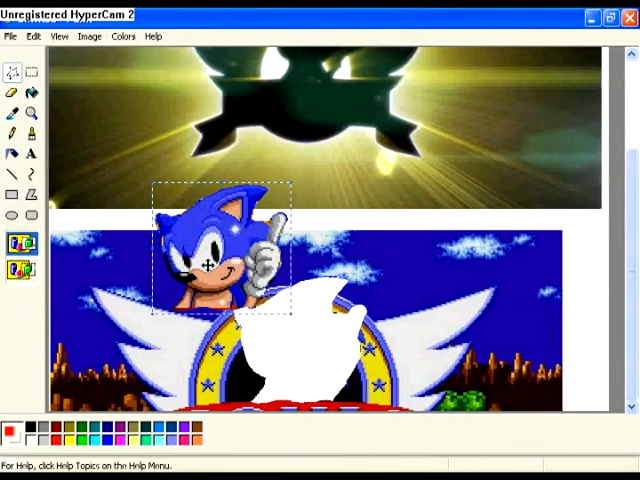 Unregistered HyperCam 2
File Edit View Image Colors Help
A
For Help, click Help Topics on the Help Menu.